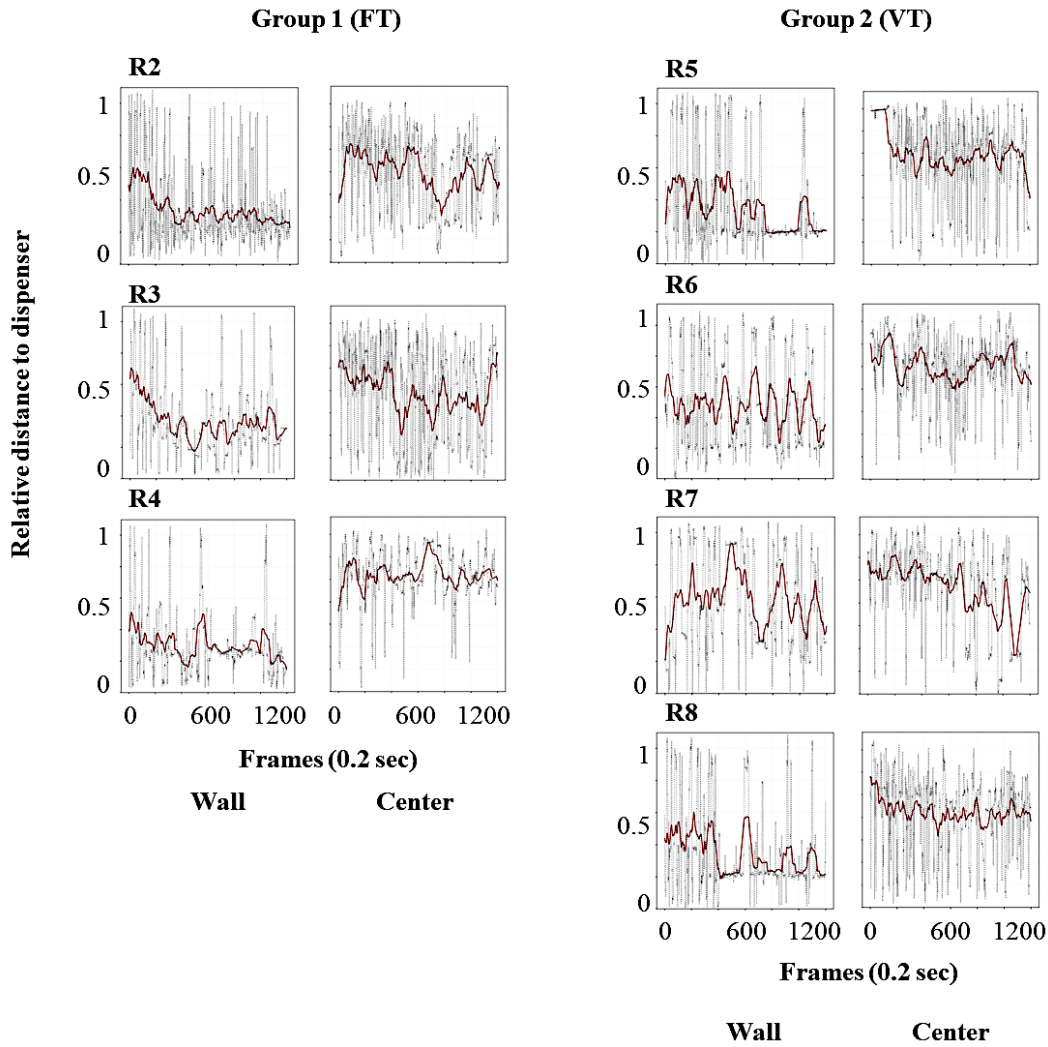 Group 1 (FT)
Group 2 (VT)
Relative distance to dispenser
R2
1
0.5
0
R3
1
0.5
0
R4
1
0.5
0
0 600 1200 0 600 1200
Frames (0.2 sec)
Wall Center
R5
1
0.5
0
R6
1
0.5
0
R7
1
0.5
0
R8
1
0.5
0
0 600 1200 0 600 1200
Frames (0.2 sec)
Wall Center